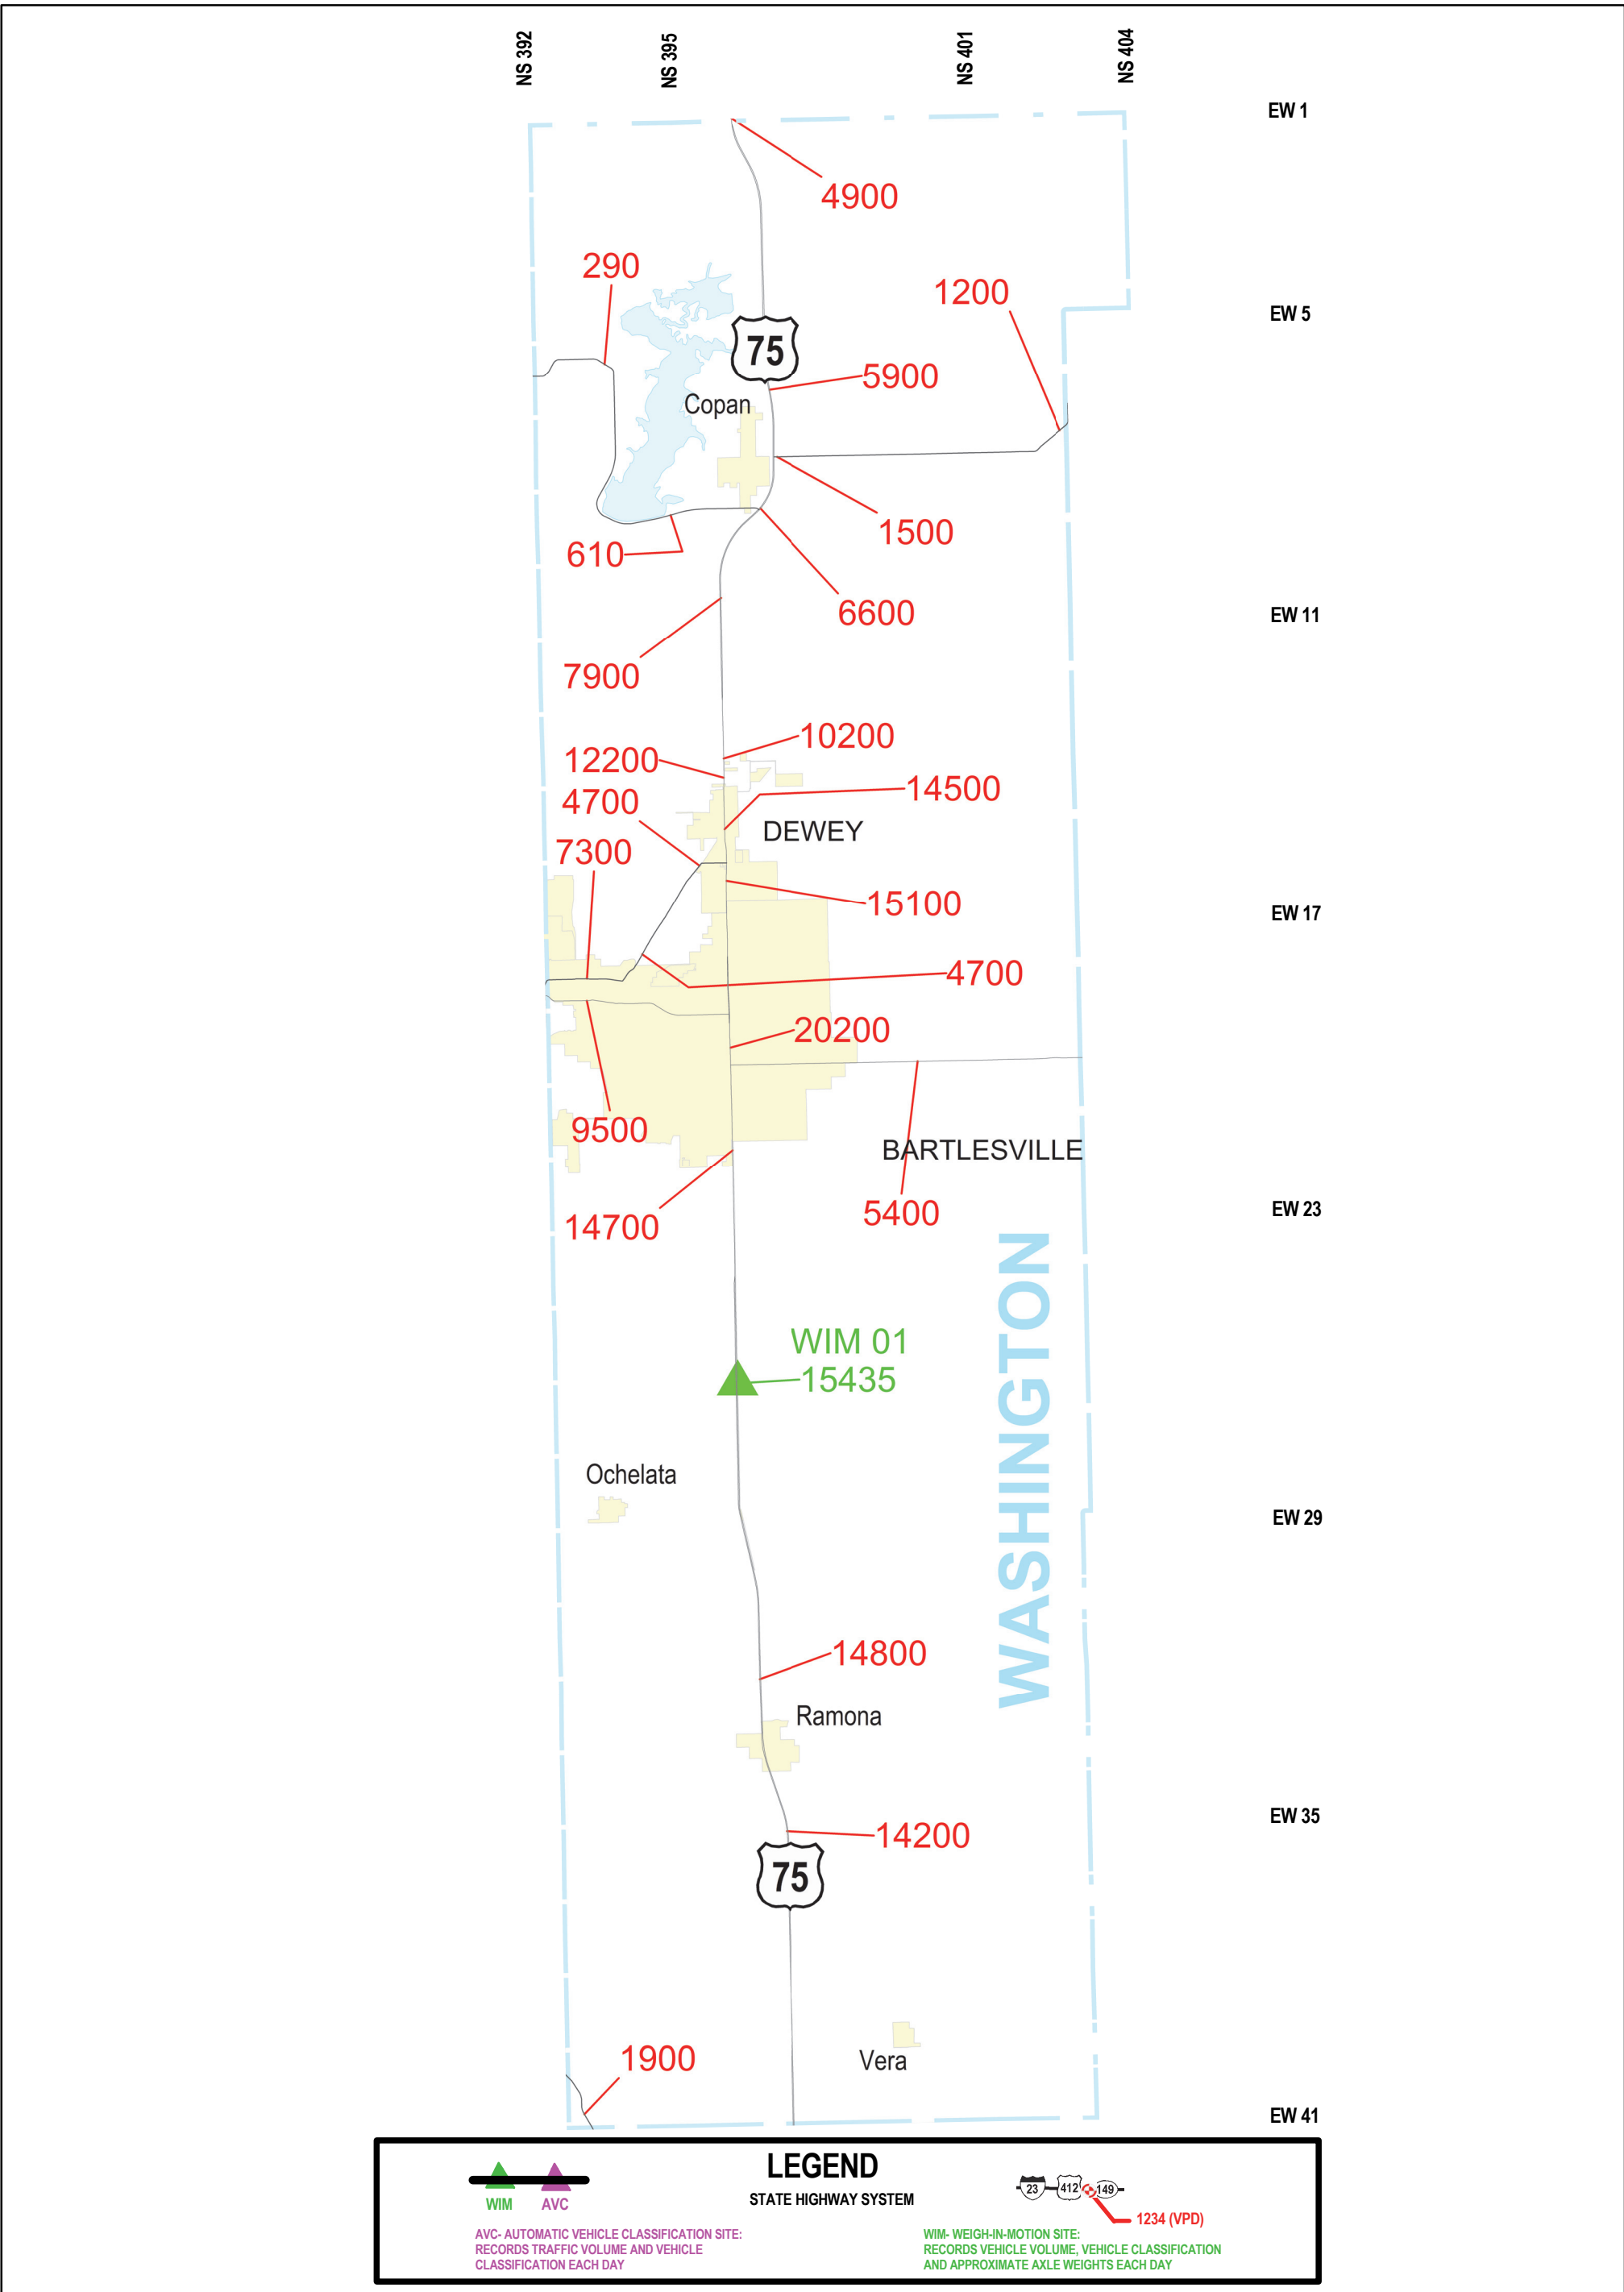 NS 392
NS 395
NS 401
NS 404
EW 1
4900
290
1200
EW 5
75
5900
Copan
1500
610
6600
EW 11
7900
10200
12200
14500
4700
DEWEY
7300
15100
EW 17
4700
20200
9500
BARTLESVILLE
14700
5400
EW 23
WASHINGTON
WIM 01
15435
Ochelata
EW 29
14800
Ramona
EW 35
14200
75
1900
Vera
EW 41
LEGEND
STATE HIGHWAY SYSTEM
WIM AVC
23 412 149
1234 (VPD)
AVC- AUTOMATIC VEHICLE CLASSIFICATION SITE:
RECORDS TRAFFIC VOLUME AND VEHICLE
CLASSIFICATION EACH DAY
WIM- WEIGH-IN-MOTION SITE:
RECORDS VEHICLE VOLUME, VEHICLE CLASSIFICATION
AND APPROXIMATE AXLE WEIGHTS EACH DAY